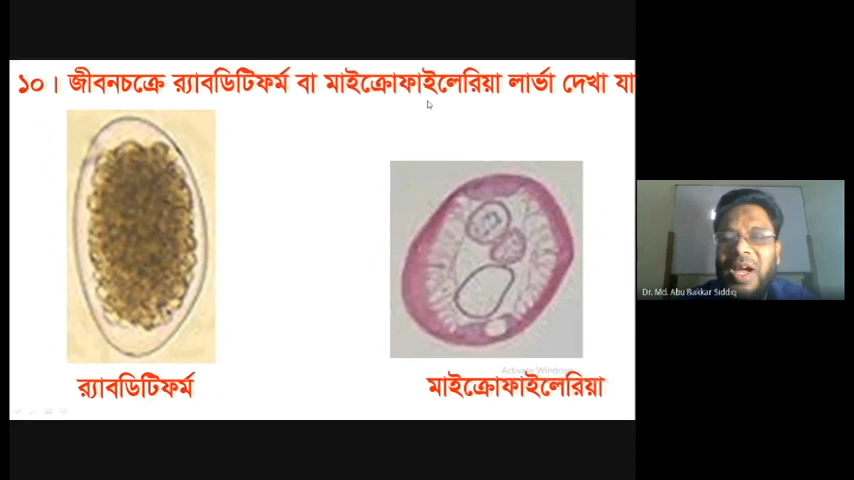 ১০। জীবনচক্রে র‍্যাবডিটিফর্ম বা মাইক্রোফাইলেরিয়া লার্ভা দেখা যা
Dr. Md. Abu Bakkar Siddiq
Activate Windows
র‍্যাবডিটিফর্ম
মাইক্রোফাইলেরিয়া